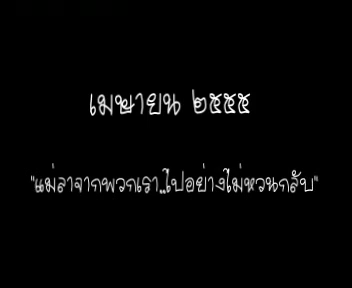 เมษายน ๒๕๕๕
"แม่ลาจากพวกเรา...ไปอย่างไม่หวนกลับ"